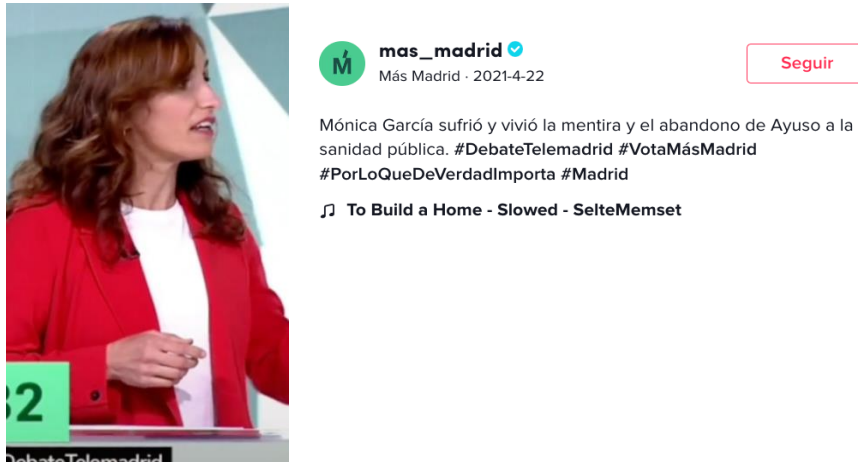 mas_madrid
Más Madrid · 2021-4-22
Seguir
Mónica García sufrió y vivió la mentira y el abandono de Ayuso a la
sanidad pública. #DebateTelemadrid #VotaMásMadrid
#PorLoQueDeVerdadImporta #Madrid
To Build a Home - Slowed - SelteMemset
Ḿ
32
DebateTelemadrid